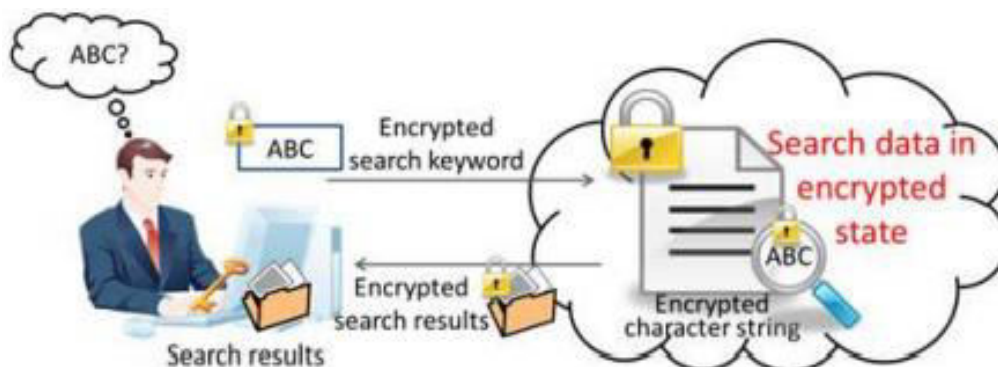 ABC?
ABC
Encrypted
search keyword
Search data in
encrypted
state
ABC
Encrypted
search results
Encrypted
character string
Search results